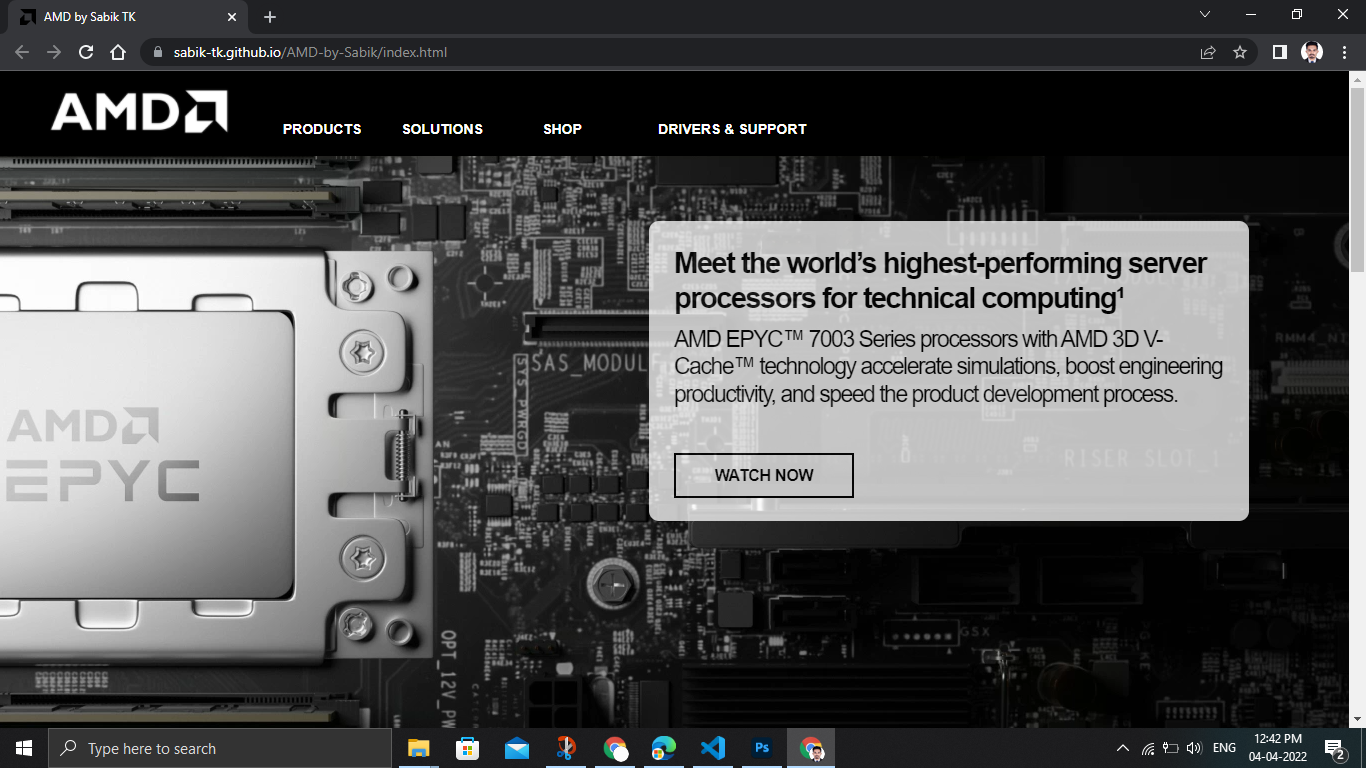 AMD by Sabik TK
sabik-tk.github.io/AMD-by-Sabik/index.html
AMD
PRODUCTS SOLUTIONS SHOP DRIVERS & SUPPORT
Meet the world’s highest-performing server
processors for technical computing¹
AMD EPYC™ 7003 Series processors with AMD 3D V-
Cache™ technology accelerate simulations, boost engineering
productivity, and speed the product development process.
WATCH NOW
SAS_MODUL
SYS_PWRGD
AMD
EPYC
RISER SLOT_1
GSX
OPT_12V_PW
Type here to search
Ps
ENG
12:42 PM
04-04-2022
2